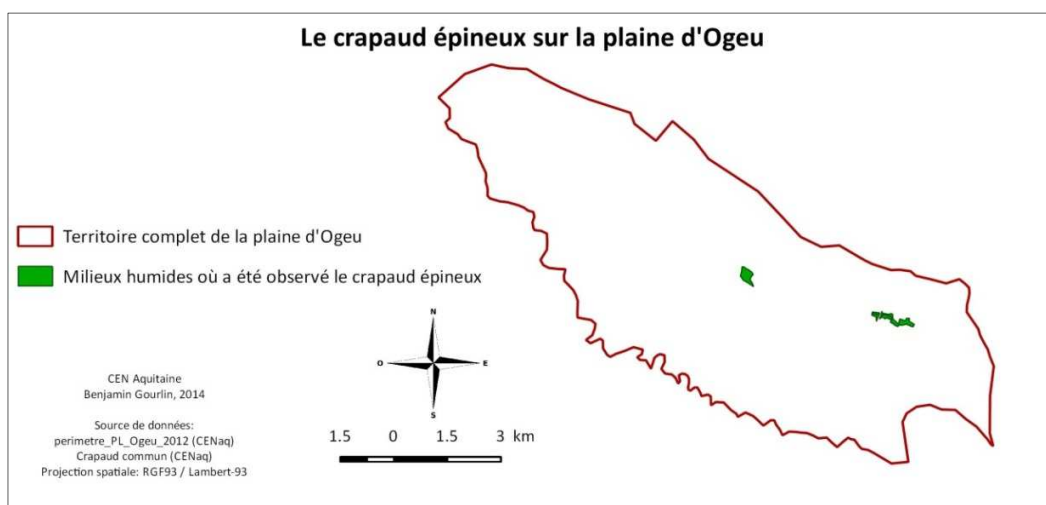 Le crapaud épineux sur la plaine d'Ogeu
Territoire complet de la plaine d'Ogeu
Milieux humides où a été observé le crapaud épineux
N
O
E
S
CEN Aquitaine
Benjamin Gourlin, 2014
Source de données:
perimetre_PL_Ogeu_2012 (CENaq)
Crapaud commun (CENaq)
Projection spatiale: RGF93 / Lambert-93
1.5 0 1.5 3 km